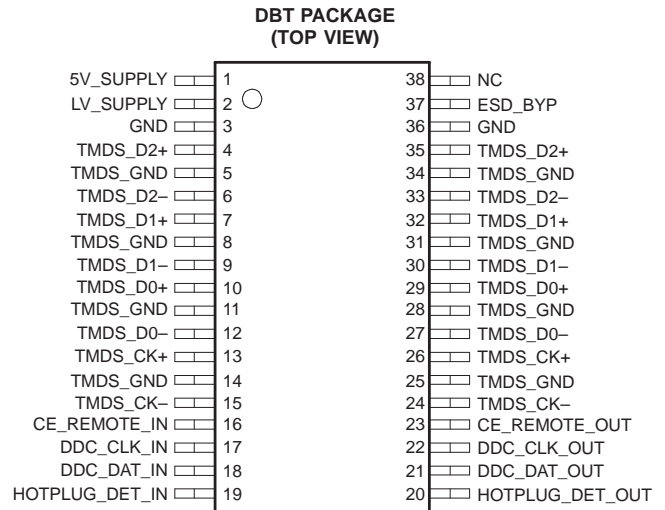 DBT PACKAGE
(TOP VIEW)
5V_SUPPLY 1 38 NC
LV_SUPPLY 2 37 ESD_BYP
GND 3 36 GND
TMDS_D2+ 4 35 TMDS_D2+
TMDS_GND 5 34 TMDS_GND
TMDS_D2– 6 33 TMDS_D2–
TMDS_D1+ 7 32 TMDS_D1+
TMDS_GND 8 31 TMDS_GND
TMDS_D1– 9 30 TMDS_D1–
TMDS_D0+ 10 29 TMDS_D0+
TMDS_GND 11 28 TMDS_GND
TMDS_D0– 12 27 TMDS_D0–
TMDS_CK+ 13 26 TMDS_CK+
TMDS_GND 14 25 TMDS_GND
TMDS_CK– 15 24 TMDS_CK–
CE_REMOTE_IN 16 23 CE_REMOTE_OUT
DDC_CLK_IN 17 22 DDC_CLK_OUT
DDC_DAT_IN 18 21 DDC_DAT_OUT
HOTPLUG_DET_IN 19 20 HOTPLUG_DET_OUT